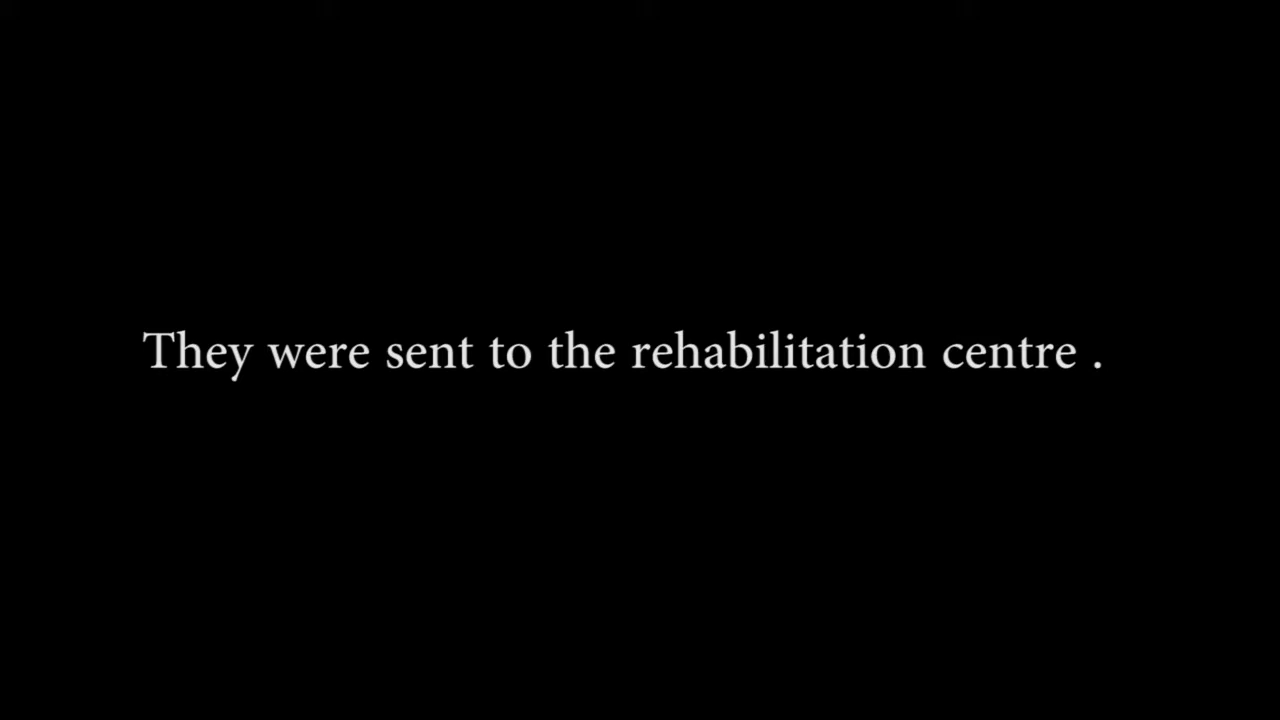 They were sent to the rehabilitation centre .